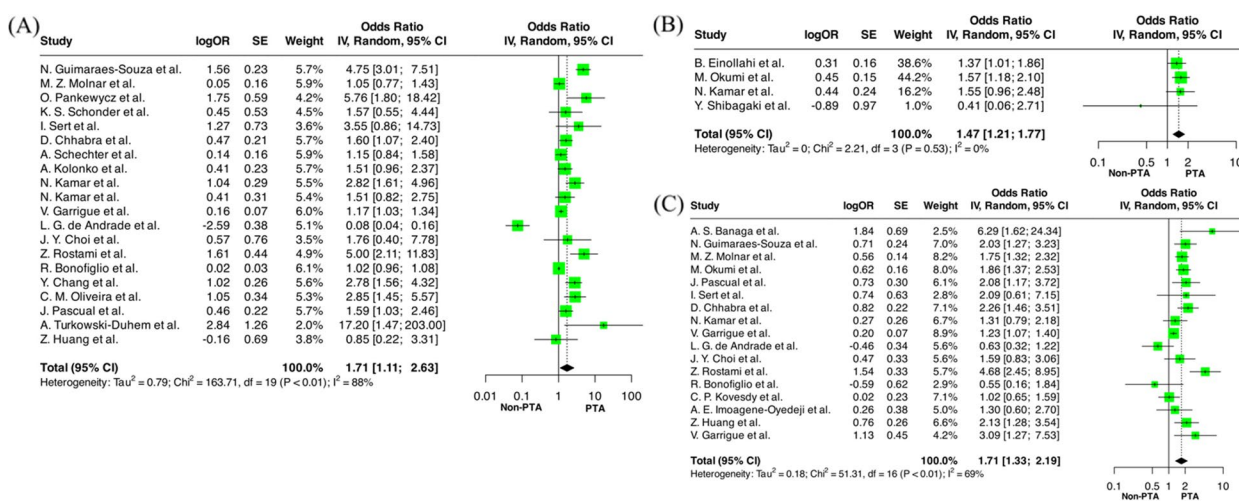 (A)
Odds Ratio Odds Ratio
Study logOR SE Weight IV, Random, 95% CI IV, Random, 95% CI
N. Guimaraes-Souza et al. 1.56 0.23 5.7% 4.75 [3.01; 7.51]
M. Z. Molnar et al. 0.05 0.16 5.9% 1.05 [0.77; 1.43]
O. Pankewycz et al. 1.75 0.59 4.2% 5.76 [1.80; 18.42]
K. S. Schonder et al. 0.45 0.53 4.5% 1.57 [0.55; 4.44]
I. Sert et al. 1.27 0.73 3.6% 3.55 [0.86; 14.73]
D. Chhabra et al. 0.47 0.21 5.8% 1.60 [1.07; 2.40]
A. Schechter et al. 0.14 0.16 5.9% 1.15 [0.84; 1.58]
A. Kolonko et al. 0.41 0.23 5.7% 1.51 [0.96; 2.37]
N. Kamar et al. 1.04 0.29 5.5% 2.82 [1.61; 4.96]
N. Kamar et al. 0.41 0.31 5.4% 1.51 [0.82; 2.75]
V. Garrigue et al. 0.16 0.07 6.0% 1.17 [1.03; 1.34]
L. G. de Andrade et al. -2.59 0.38 5.1% 0.08 [0.04; 0.16]
J. Y. Choi et al. 0.57 0.76 3.5% 1.76 [0.40; 7.78]
Z. Rostami et al. 1.61 0.44 4.9% 5.00 [2.11; 11.83]
R. Bonofiglio et al. 0.02 0.03 6.1% 1.02 [0.96; 1.08]
Y. Chang et al. 1.02 0.26 5.6% 2.78 [1.56; 4.32]
C. M. Oliveira et al. 1.05 0.34 5.3% 2.85 [1.45; 5.57]
J. Pascual et al. 0.46 0.22 5.7% 1.59 [1.03; 2.46]
A. Turkowski-Duhem et al. 2.84 1.26 2.0% 17.20 [1.47; 203.00]
Z. Huang et al. -0.16 0.69 3.8% 0.85 [0.22; 3.31]
Total (95% CI) 100.0% 1.71 [1.11; 2.63]
Heterogeneity: Tau² = 0.79; Chi² = 163.71, df = 19 (P < 0.01); I² = 88%
0.01 0.1 1 10 100
Non-PTA PTA
(B)
Odds Ratio Odds Ratio
Study logOR SE Weight IV, Random, 95% CI IV, Random, 95% CI
B. Einollahi et al. 0.31 0.16 38.6% 1.37 [1.01; 1.86]
M. Okumi et al. 0.45 0.15 44.2% 1.57 [1.18; 2.10]
N. Kamar et al. 0.44 0.24 16.2% 1.55 [0.96; 2.48]
Y. Shibagaki et al. -0.89 0.97 1.0% 0.41 [0.06; 2.71]
Total (95% CI) 100.0% 1.47 [1.21; 1.77]
Heterogeneity: Tau² = 0; Chi² = 2.21, df = 3 (P = 0.53); I² = 0%
0.1 0.5 1 2 10
Non-PTA PTA
(C)
Odds Ratio Odds Ratio
Study logOR SE Weight IV, Random, 95% CI IV, Random, 95% CI
A. S. Banaga et al. 1.84 0.69 2.5% 6.29 [1.62; 24.34]
N. Guimaraes-Souza et al. 0.71 0.24 7.0% 2.03 [1.27; 3.23]
M. Z. Molnar et al. 0.56 0.14 8.2% 1.75 [1.32; 2.32]
M. Okumi et al. 0.62 0.16 8.1% 1.86 [1.37; 2.53]
J. Pascual et al. 0.73 0.30 6.1% 2.08 [1.17; 3.72]
I. Sert et al. 0.74 0.63 2.8% 2.09 [0.61; 7.15]
D. Chhabra et al. 0.82 0.22 7.2% 2.26 [1.46; 3.51]
N. Kamar et al. 0.27 0.26 6.7% 1.31 [0.79; 2.18]
V. Garrigue et al. 0.20 0.07 9.1% 1.23 [1.07; 1.40]
L. G. de Andrade et al. -0.46 0.34 5.4% 0.63 [0.32; 1.22]
J. Y. Choi et al. 0.47 0.33 5.5% 1.59 [0.83; 3.06]
Z. Rostami et al. 1.54 0.33 5.5% 4.68 [2.45; 8.95]
R. Bonofiglio et al. -0.59 0.62 2.9% 0.55 [0.16; 1.84]
C. P. Kovesdy et al. 0.02 0.23 7.1% 1.02 [0.65; 1.59]
A. E. Imoagene-Oyedeji et al. 0.26 0.38 4.9% 1.30 [0.60; 2.70]
Z. Huang et al. 0.76 0.26 6.6% 2.13 [1.28; 3.54]
V. Garrigue et al. 1.13 0.45 4.2% 3.09 [1.27; 7.53]
Total (95% CI) 100.0% 1.71 [1.33; 2.19]
Heterogeneity: Tau² = 0.18; Chi² = 51.31, df = 16 (P < 0.01); I² = 69%
0.1 0.5 1 2 10
Non-PTA PTA